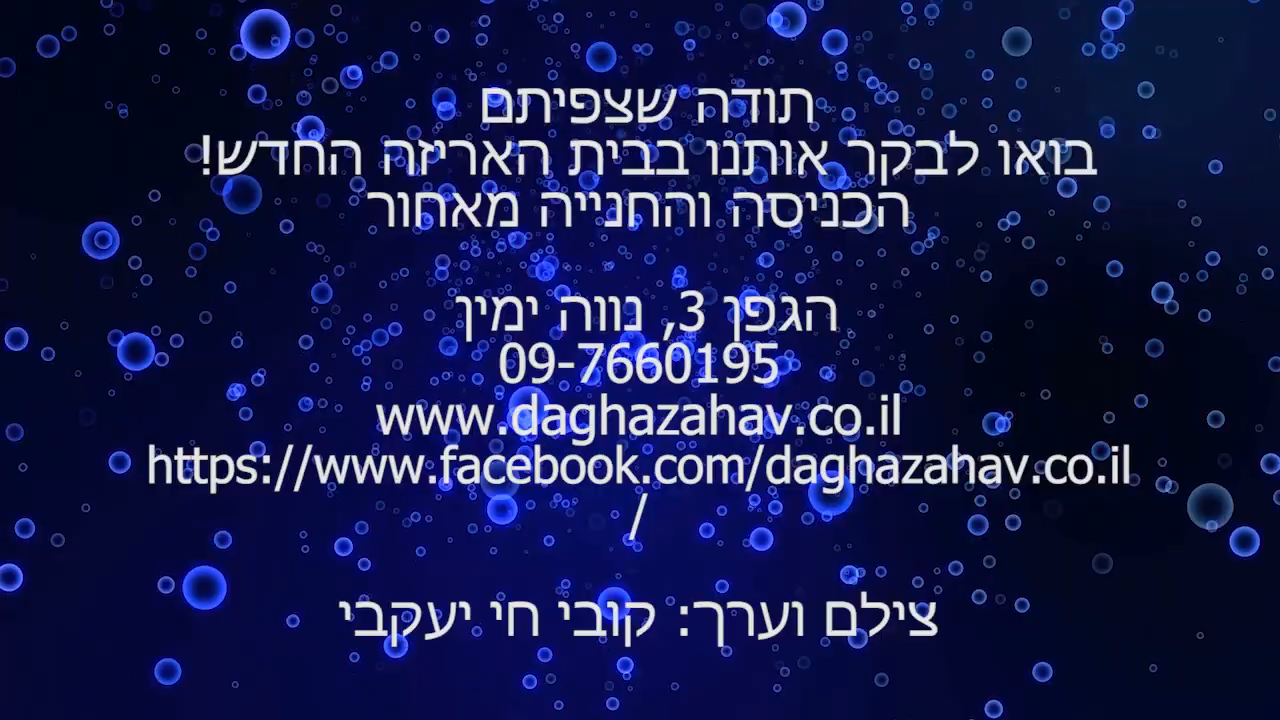 תודה שצפיתם
בואו לבקר אותנו בבית האריזה החדש!
הכניסה והחנייה מאחור
הגפן 3, נווה ימין
09-7660195
www.daghazahav.co.il
https://www.facebook.com/daghazahav.co.il
/
צילם וערך: קובי חי יעקבי